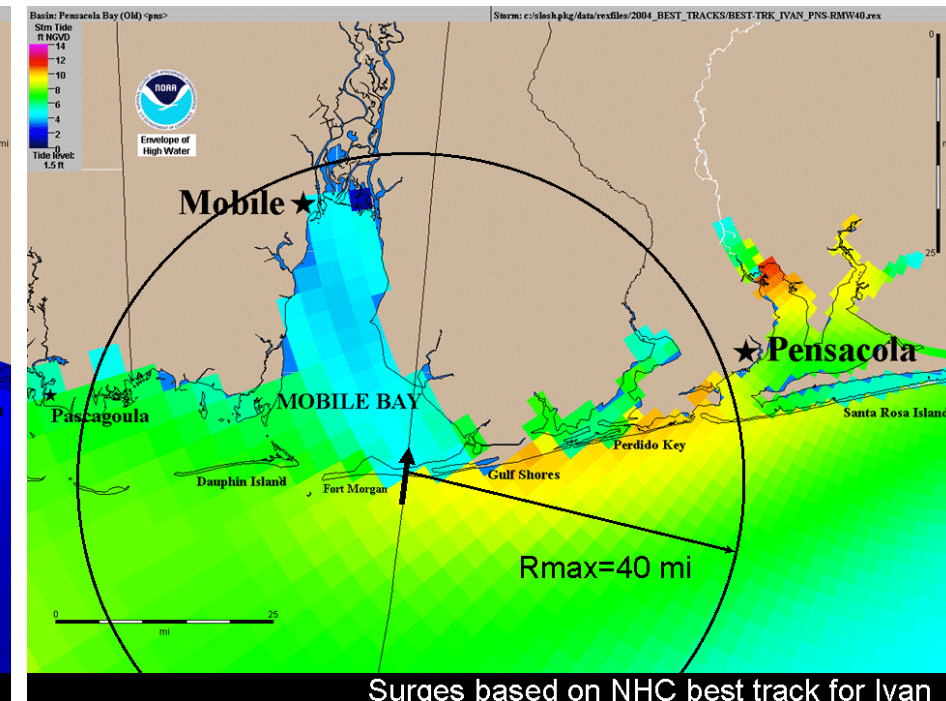 Basin: Pensacola Bay (Old) <pns>
Storm: c:/slosh.pkg/data/rexfiles/2004_BEST_TRACKS/BEST-TRK_IVAN_PNS-RMW40.rex
Stm Tide
ft NGVD
14
12
10
8
6
4
2
0
Tide level:
1.5 ft
NOAA
Envelope of
High Water
0
mi
25
Mobile
Pensacola
Pascagoula
MOBILE BAY
Santa Rosa Island
Perdido Key
Gulf Shores
Dauphin Island
Fort Morgan
Rmax=40 mi
0 25
mi
Surges based on NHC best track for Ivan